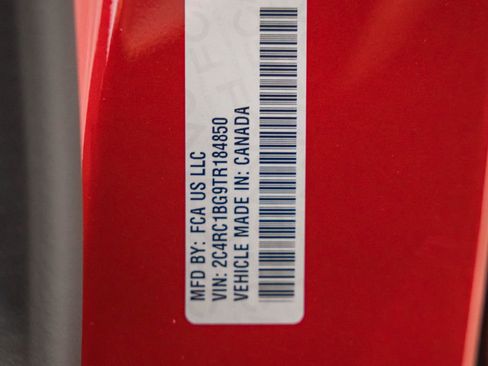 MFD BY: FCA US LLC
VIN: 2C4RC1BG9TR184850
VEHICLE MADE IN: CANADA